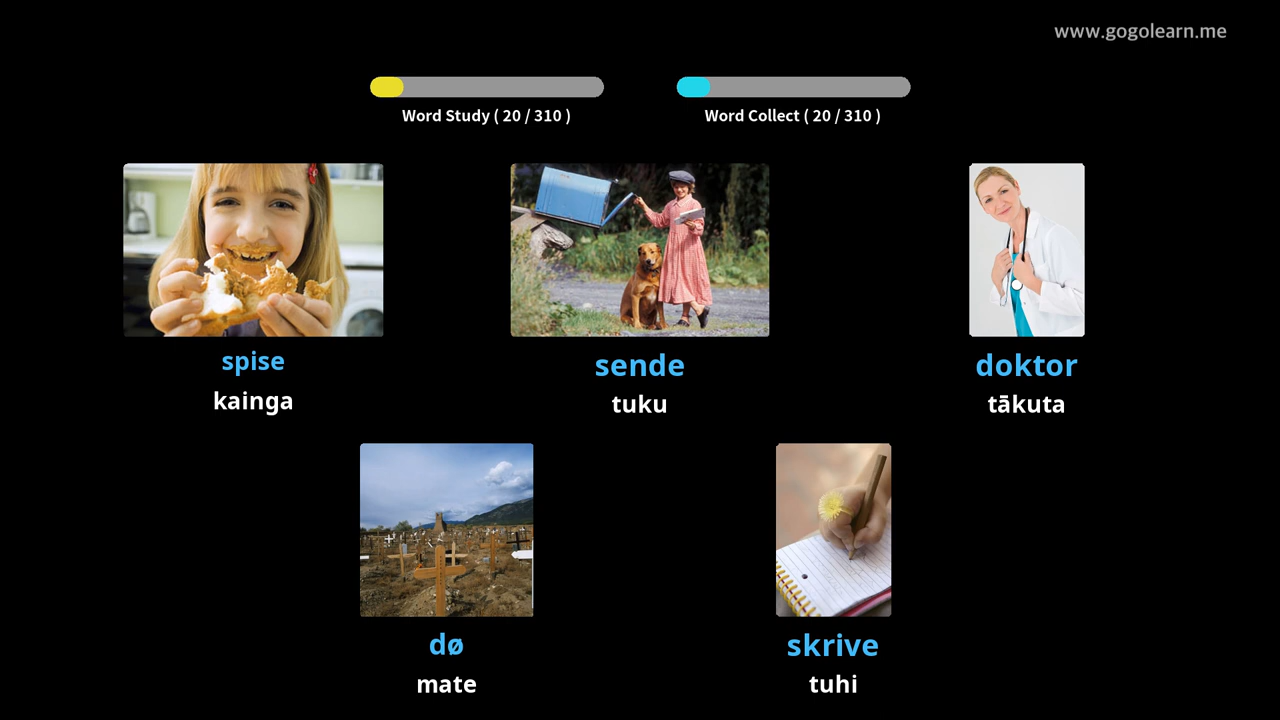 www.gogolearn.me
Word Study ( 20 / 310 )
Word Collect ( 20 / 310 )
spise
kainga
sende
tuku
doktor
tākuta
dø
mate
skrive
tuhi